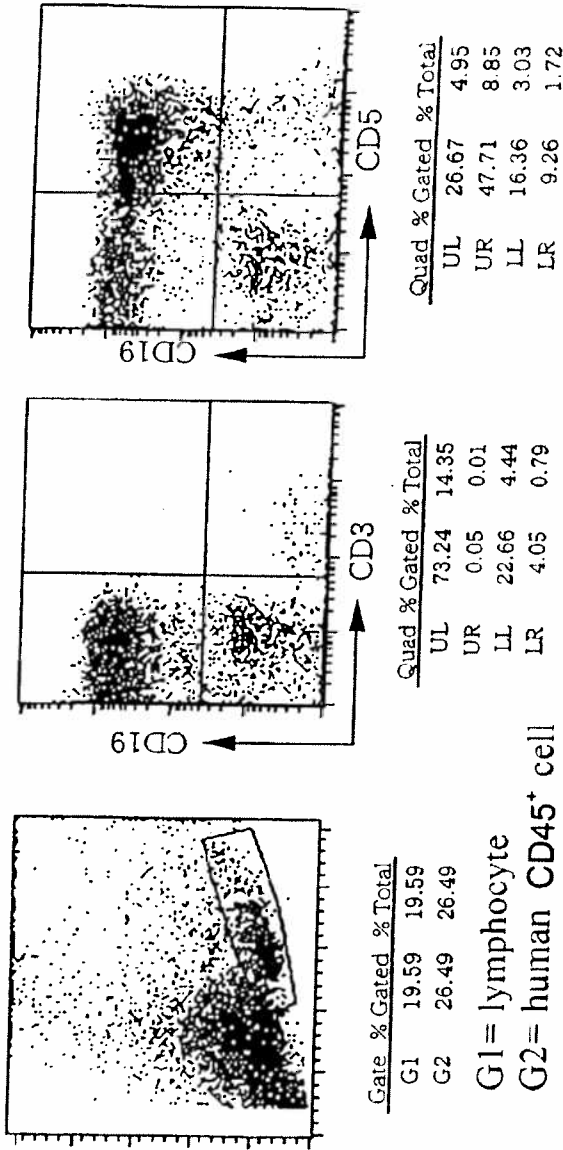 Gate % Gated % Total
G1 19.59 19.59
G2 26.49 26.49
G1= lymphocyte
G2= human CD45+ cell
CD19
CD3
Quad % Gated % Total
UL 73.24 14.35
UR 0.05 0.01
LL 22.66 4.44
LR 4.05 0.79
CD19
CD5
Quad % Gated % Total
UL 26.67 4.95
UR 47.71 8.85
LL 16.36 3.03
LR 9.26 1.72